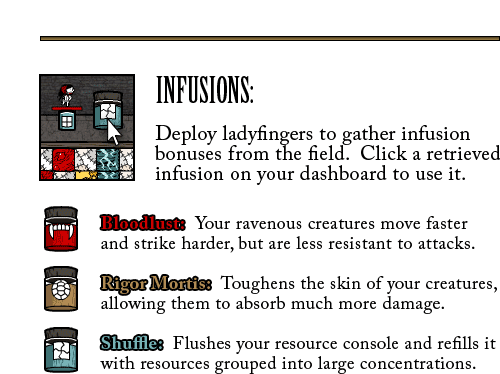 INFUSIONS:
Deploy ladyfingers to gather infusion
bonuses from the field. Click a retrieved
infusion on your dashboard to use it.
Bloodlust: Your ravenous creatures move faster
and strike harder, but are less resistant to attacks.
Rigor Mortis: Toughens the skin of your creatures,
allowing them to absorb much more damage.
Shuffle: Flushes your resource console and refills it
with resources grouped into large concentrations.